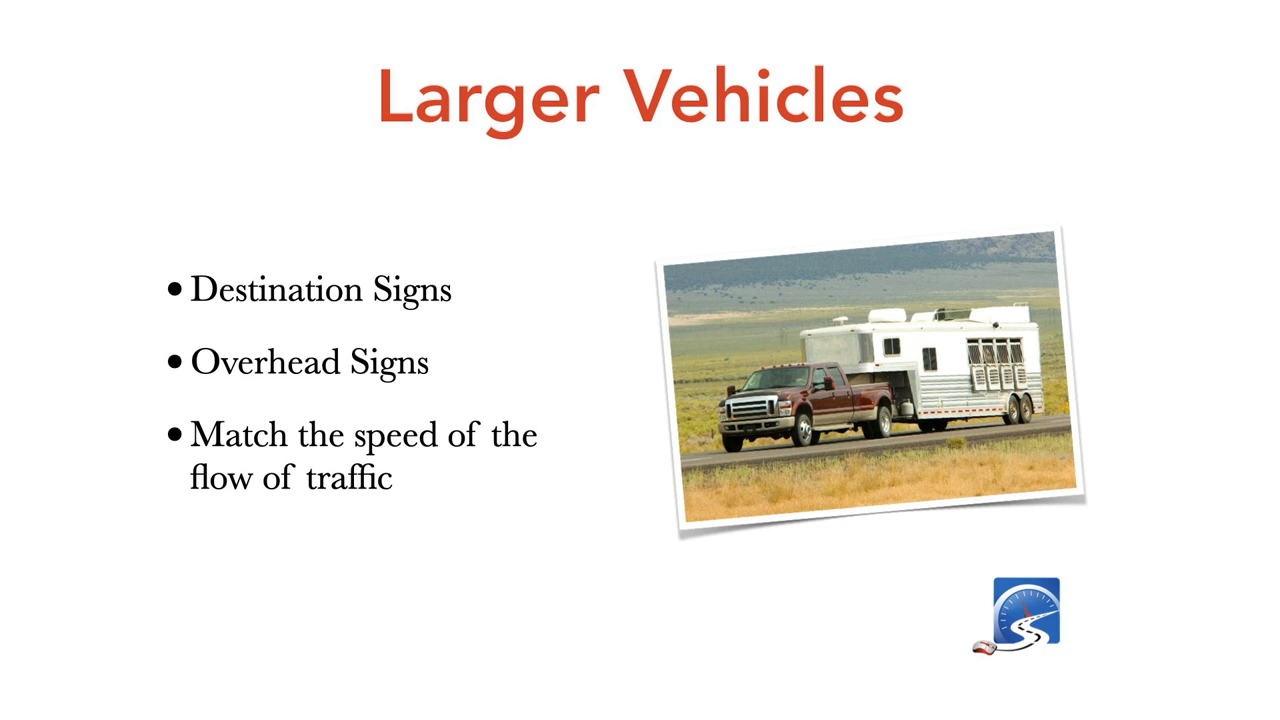 Larger Vehicles
• Destination Signs
• Overhead Signs
• Match the speed of the
flow of traffic